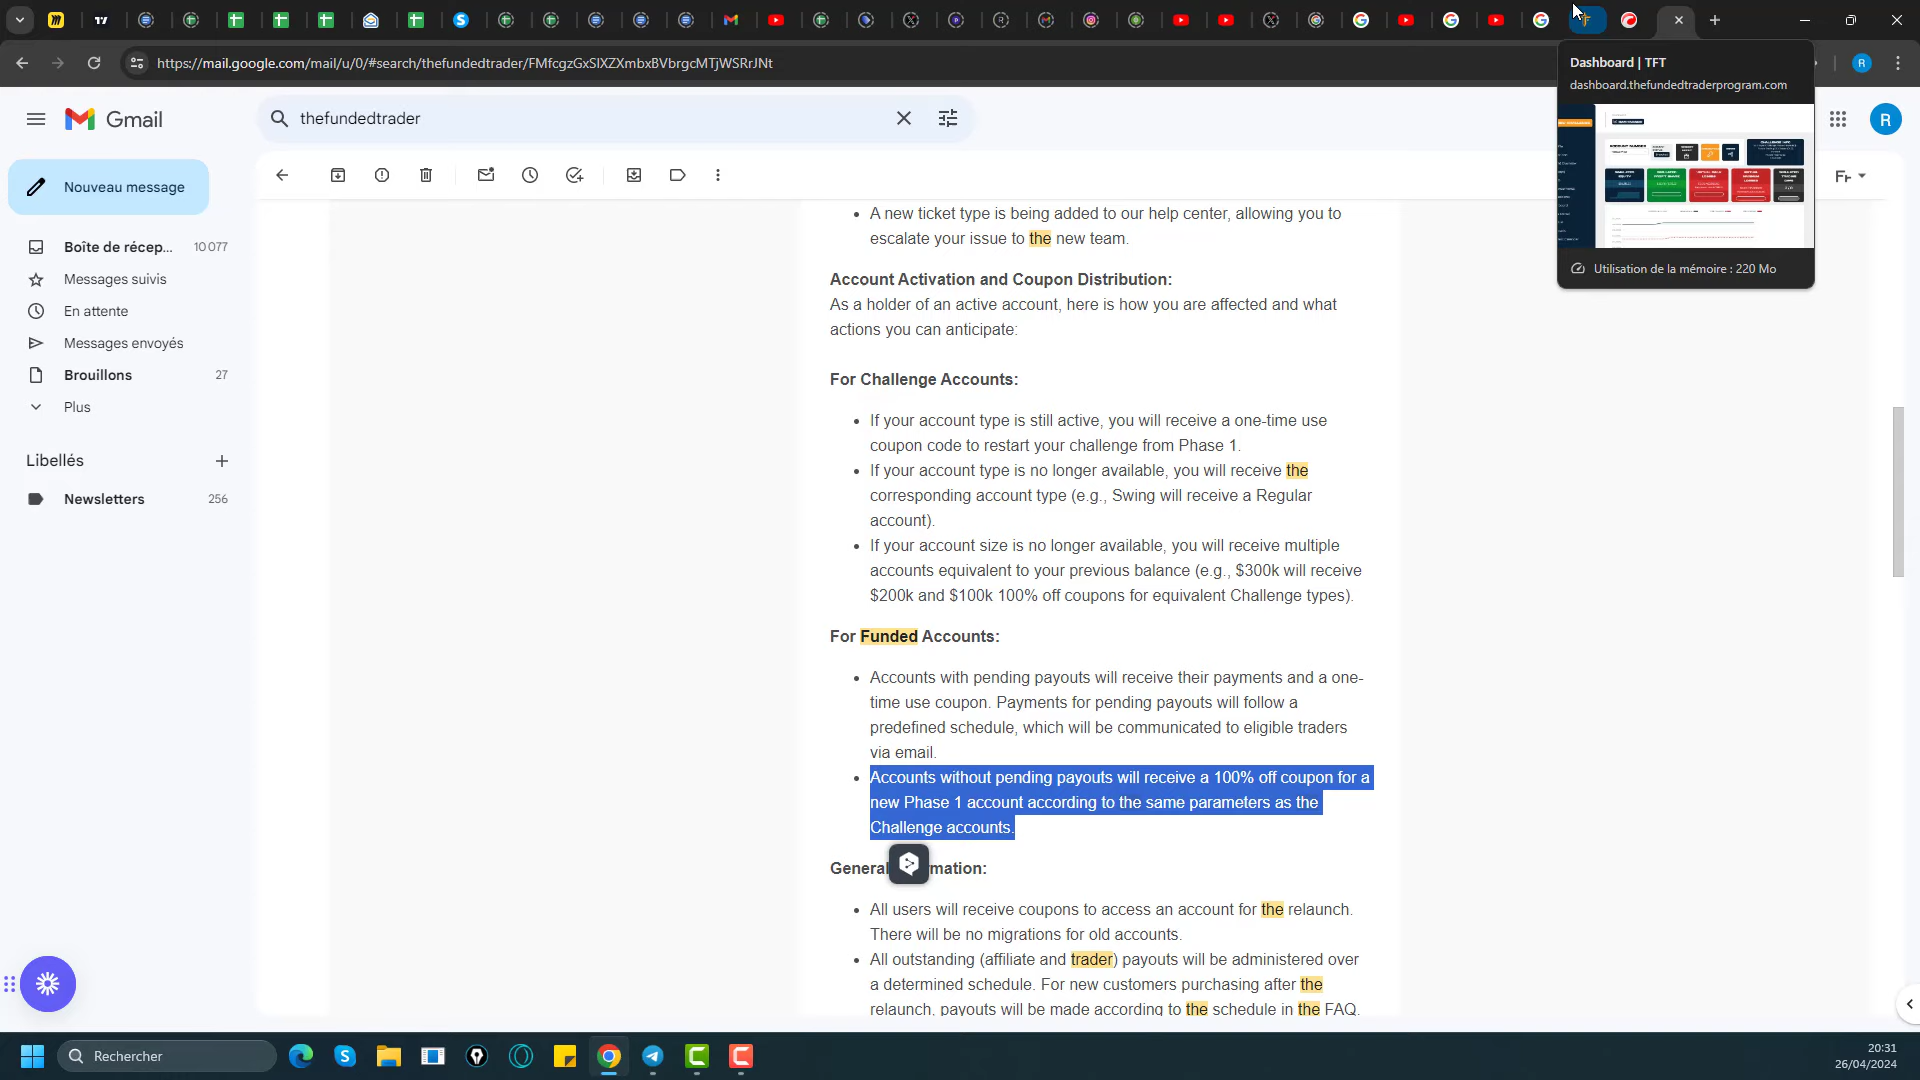 https://mail.google.com/mail/u/0/#search/thefundedtrader/FMfcgzGxSlXZXmbxBVbrgcMTjWSRrJNt
R
Dashboard | TFT
dashboard.thefundedtraderprogram.com
Utilisation de la mémoire : 220 Mo
Gmail
thefundedtrader
R
Nouveau message
Fr
Boîte de récep... 10 077
Messages suivis
En attente
Messages envoyés
Brouillons 27
Plus
Libellés
Newsletters 256
• A new ticket type is being added to our help center, allowing you to
escalate your issue to the new team.
Account Activation and Coupon Distribution:
As a holder of an active account, here is how you are affected and what
actions you can anticipate:
For Challenge Accounts:
• If your account type is still active, you will receive a one-time use
coupon code to restart your challenge from Phase 1.
• If your account type is no longer available, you will receive the
corresponding account type (e.g., Swing will receive a Regular
account).
• If your account size is no longer available, you will receive multiple
accounts equivalent to your previous balance (e.g., $300k will receive
$200k and $100k 100% off coupons for equivalent Challenge types).
For Funded Accounts:
• Accounts with pending payouts will receive their payments and a one-
time use coupon. Payments for pending payouts will follow a
predefined schedule, which will be communicated to eligible traders
via email.
• Accounts without pending payouts will receive a 100% off coupon for a
new Phase 1 account according to the same parameters as the
Challenge accounts.
General mation:
• All users will receive coupons to access an account for the relaunch.
There will be no migrations for old accounts.
• All outstanding (affiliate and trader) payouts will be administered over
a determined schedule. For new customers purchasing after the
relaunch, payouts will be made according to the schedule in the FAQ.
Rechercher
20:31
26/04/2024